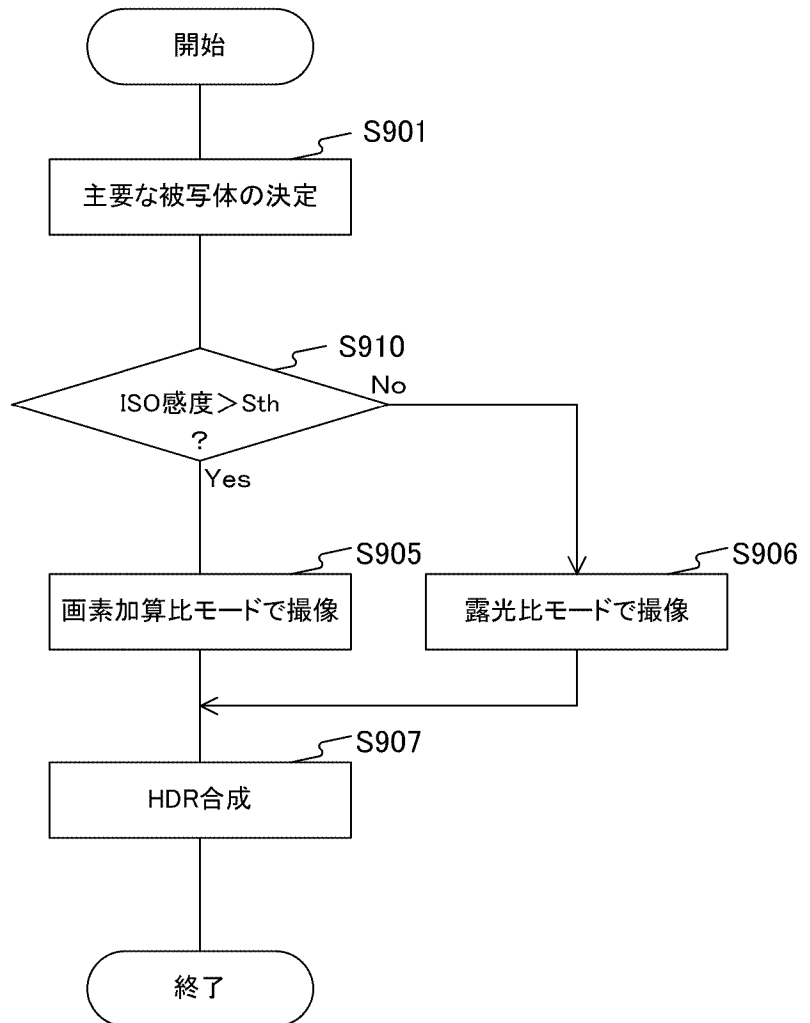 開始
S901
主要な被写体の決定
S910
ISO感度＞Sth
?
No
Yes
S905
画素加算比モードで撮像
S906
露光比モードで撮像
S907
HDR合成
終了